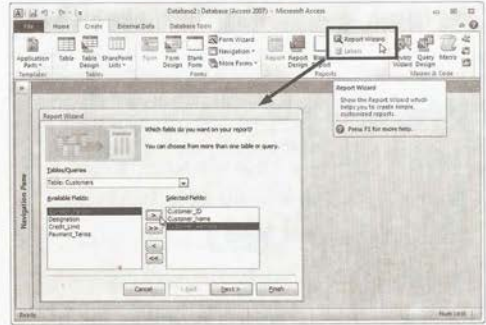 Database2 : Database (Access 2007) - Microsoft Access
File Home Create External Data Database Tools
Application Parts Table Table Design SharePoint Lists Form Form Design Blank Form Form Wizard Navigation More Forms Report Report Design Report Wizard Labels Query Wizard Query Design Macro
Templates Tables Forms Reports Macros & Code
Report Wizard
Show the Report Wizard which
helps you to create simple,
customized reports.
Press F1 for more help.
Report Wizard
Which fields do you want on your report?
You can choose from more than one table or query.
Tables/Queries
Table: Customers
Available Fields: Selected Fields:
Designation
Credit_Limit
Payment_Terms
Customer_ID
Customer_Name
> >> < <<
Cancel < Back Next > Finish
Navigation Pane
Ready Num Lock